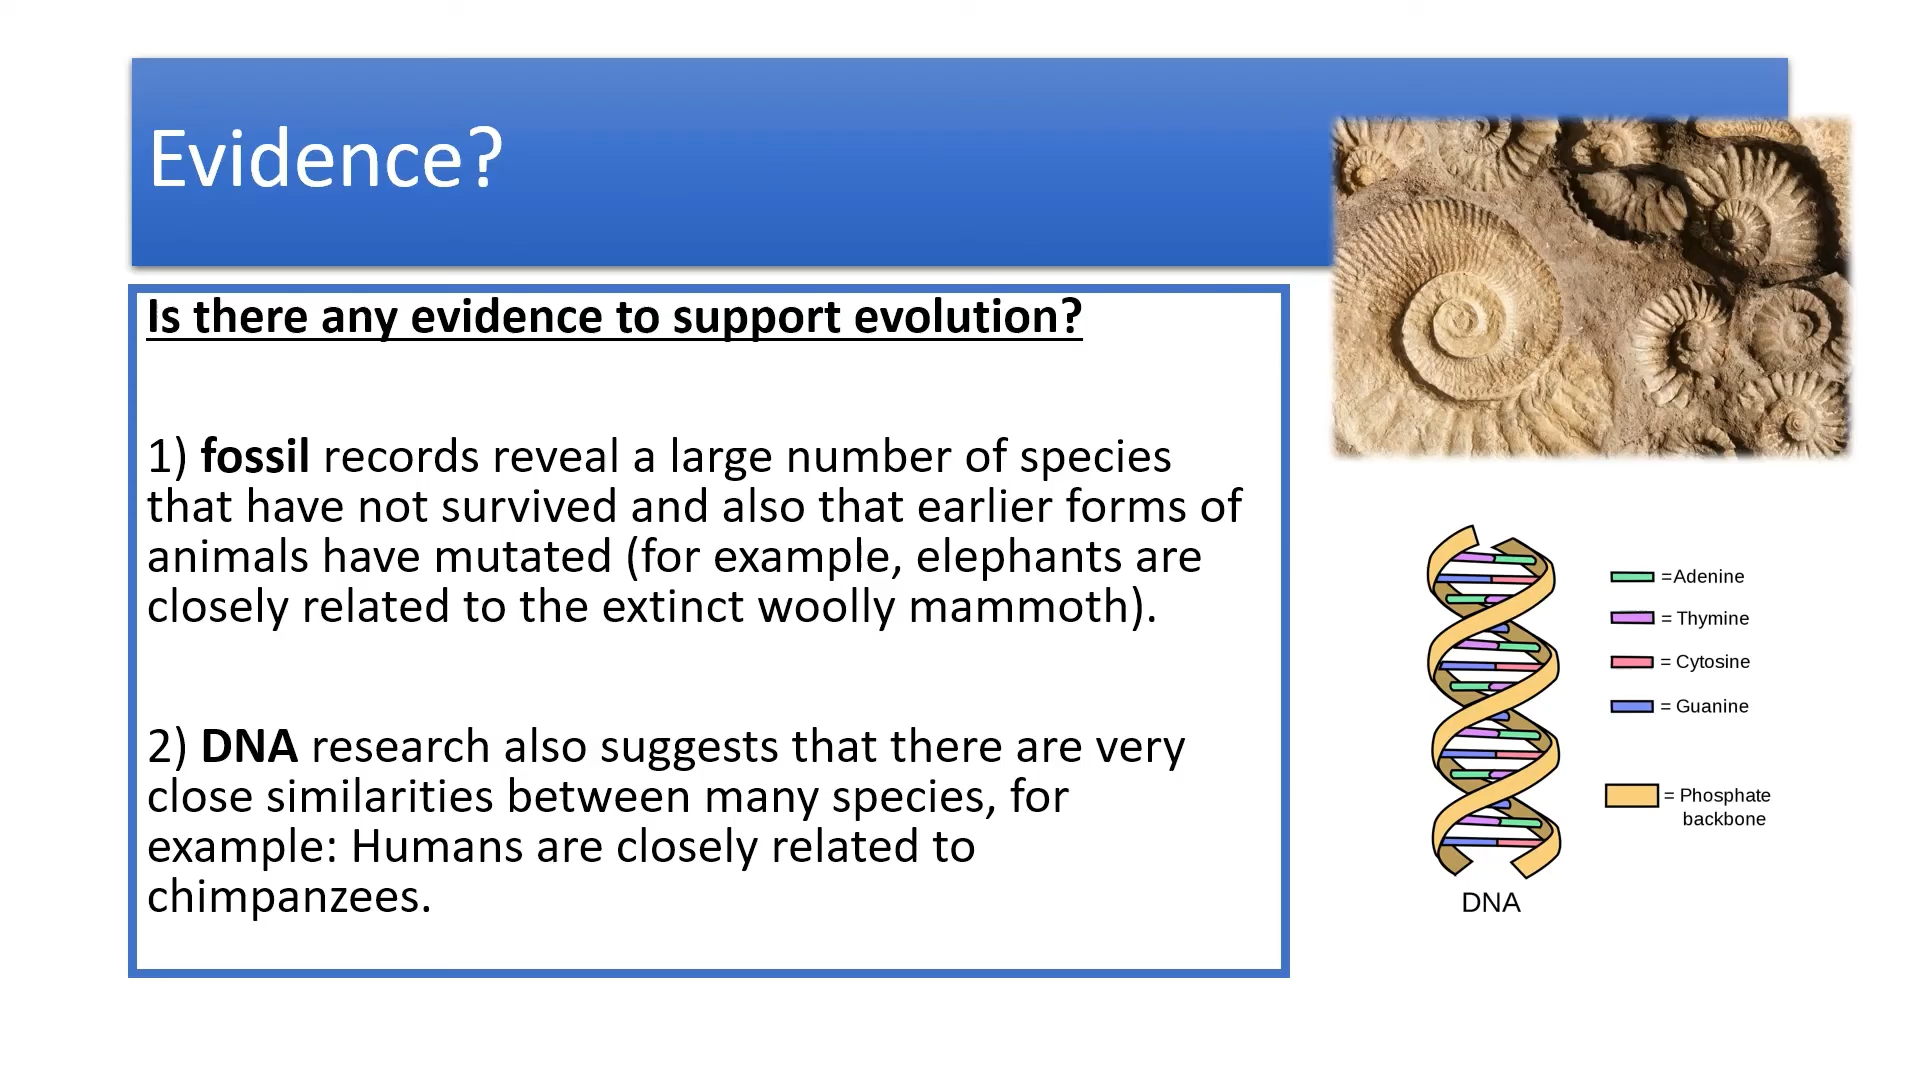 Evidence?
Is there any evidence to support evolution?
1) fossil records reveal a large number of species
that have not survived and also that earlier forms of
animals have mutated (for example, elephants are
closely related to the extinct woolly mammoth).
2) DNA research also suggests that there are very
close similarities between many species, for
example: Humans are closely related to
chimpanzees.
=Adenine
= Thymine
= Cytosine
= Guanine
= Phosphate
backbone
DNA